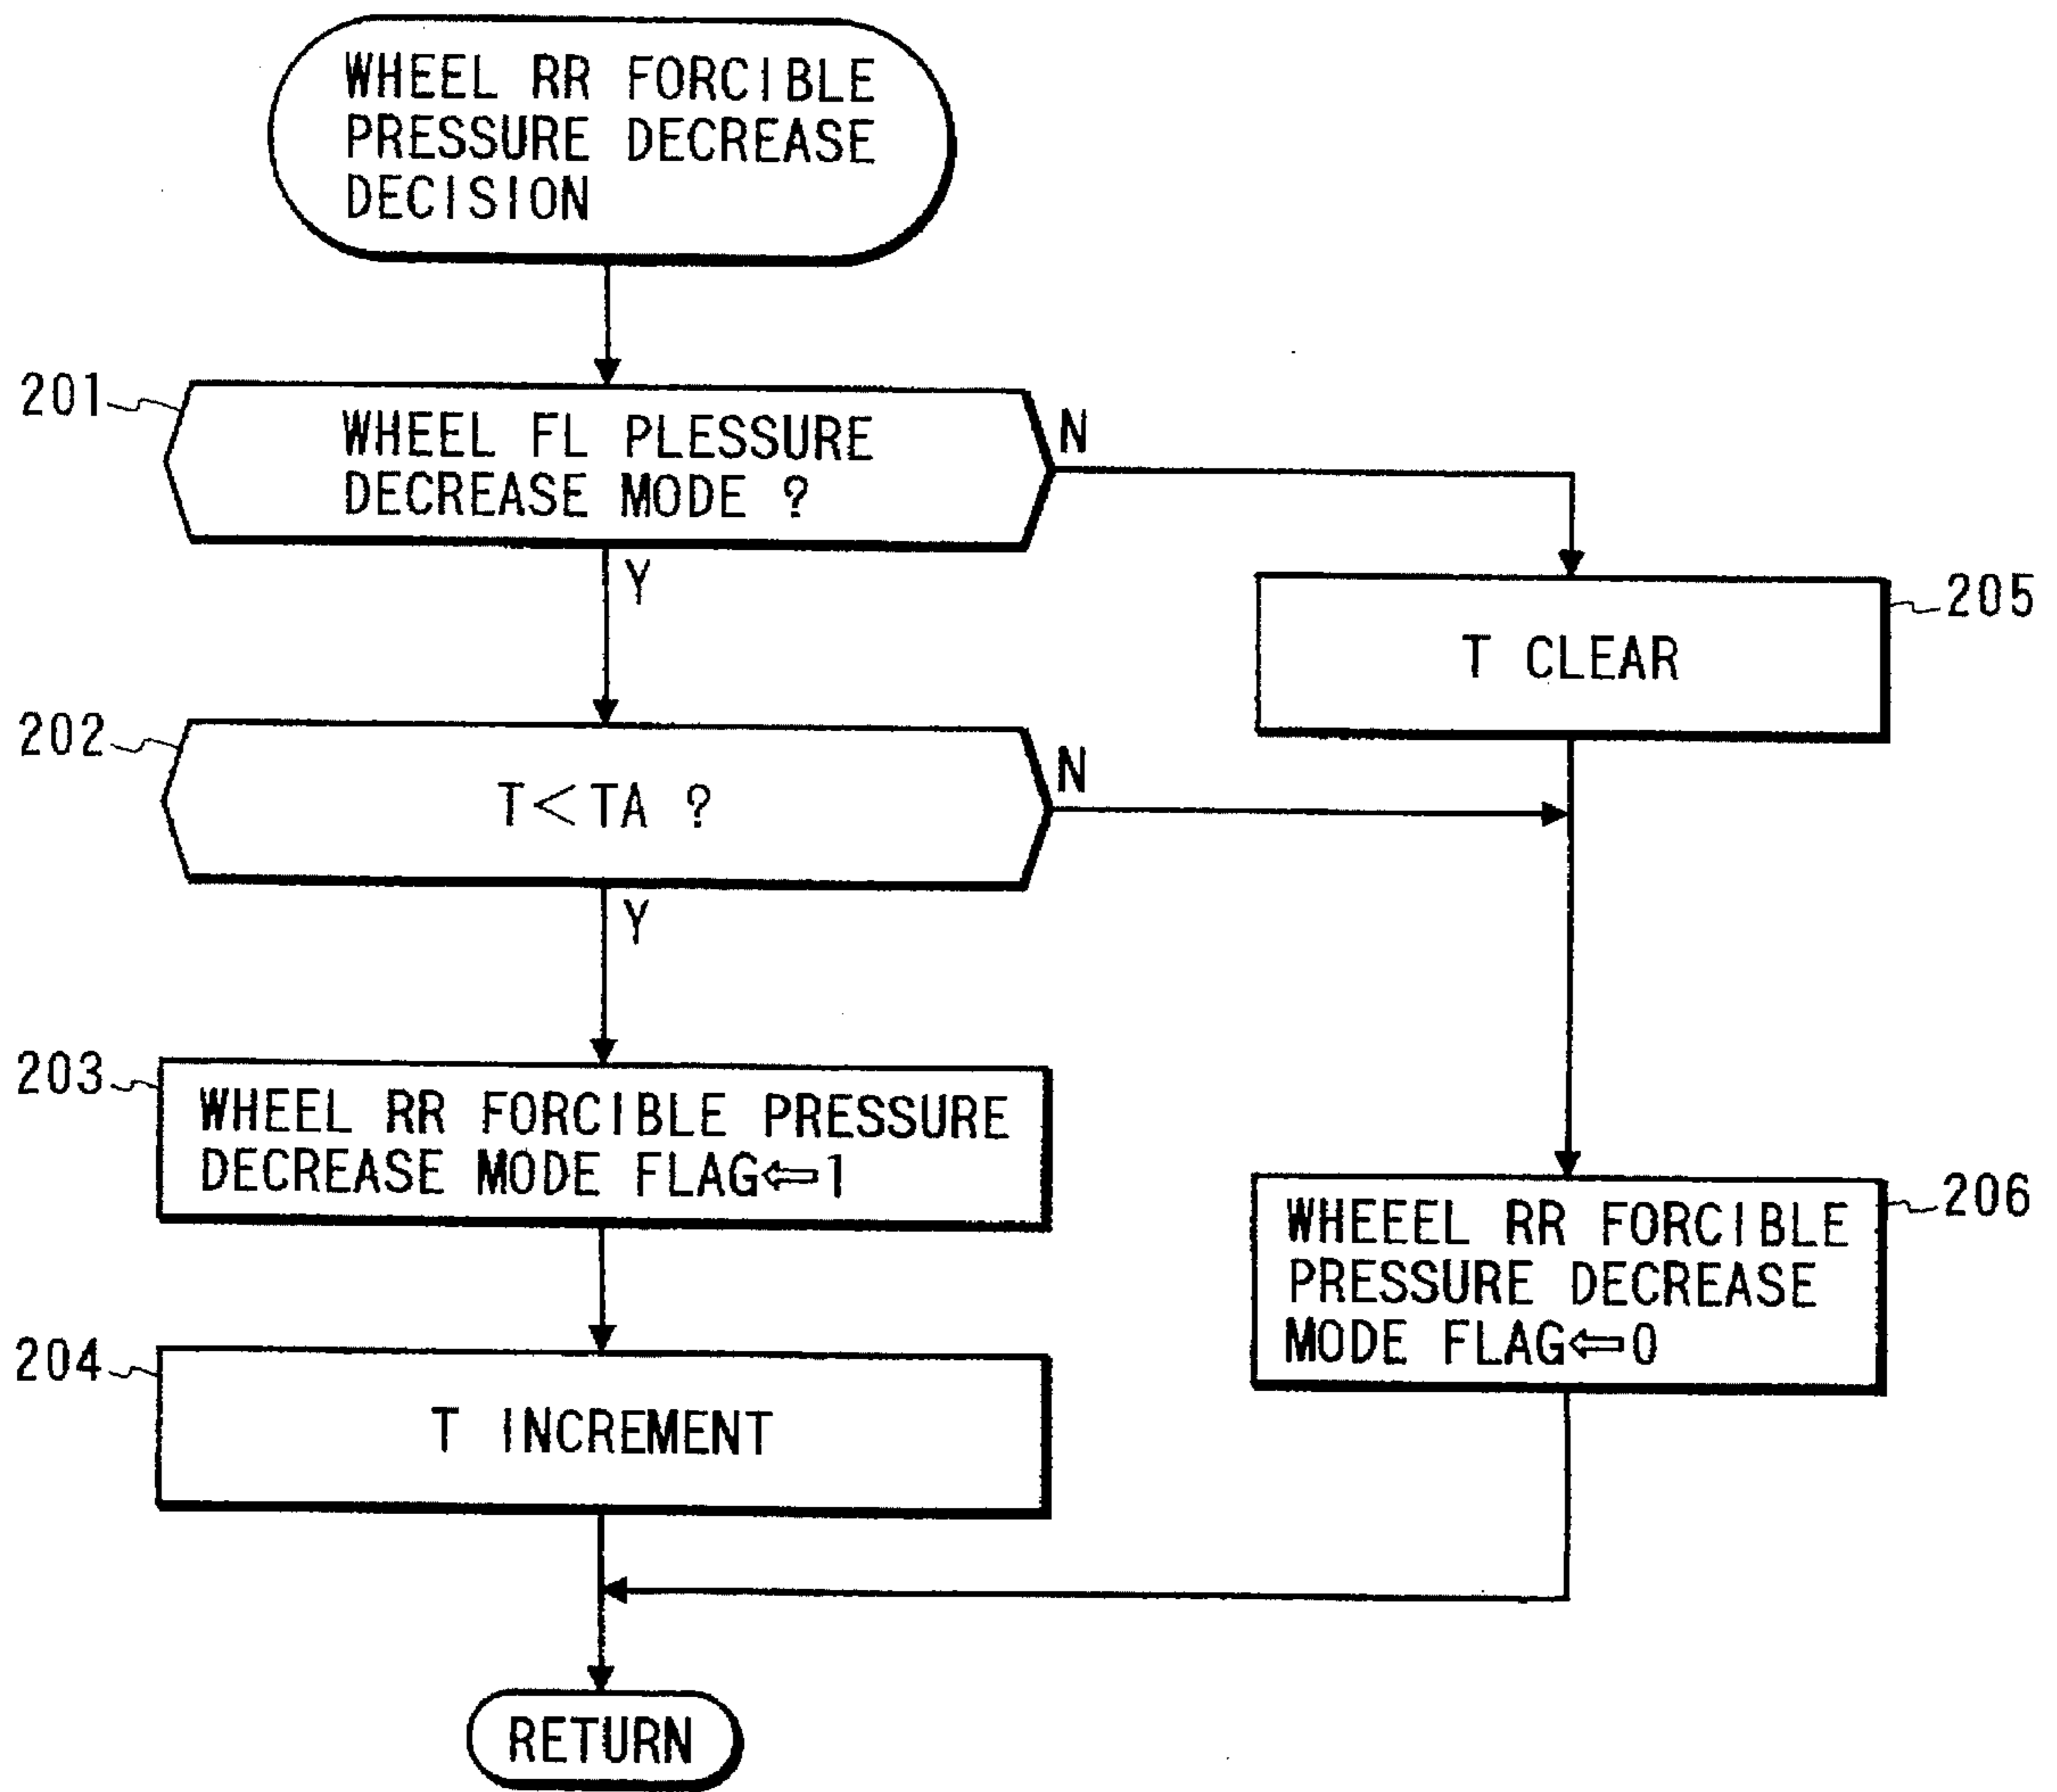 WHEEL RR FORCIBLE
PRESSURE DECREASE
DECISION
201
WHEEL FL PLESSURE
DECREASE MODE ?
N
Y
205
T CLEAR
202
T<TA ?
N
Y
203
WHEEL RR FORCIBLE PRESSURE
DECREASE MODE FLAG⇐1
206
WHEEEL RR FORCIBLE
PRESSURE DECREASE
MODE FLAG⇐0
204
T INCREMENT
RETURN